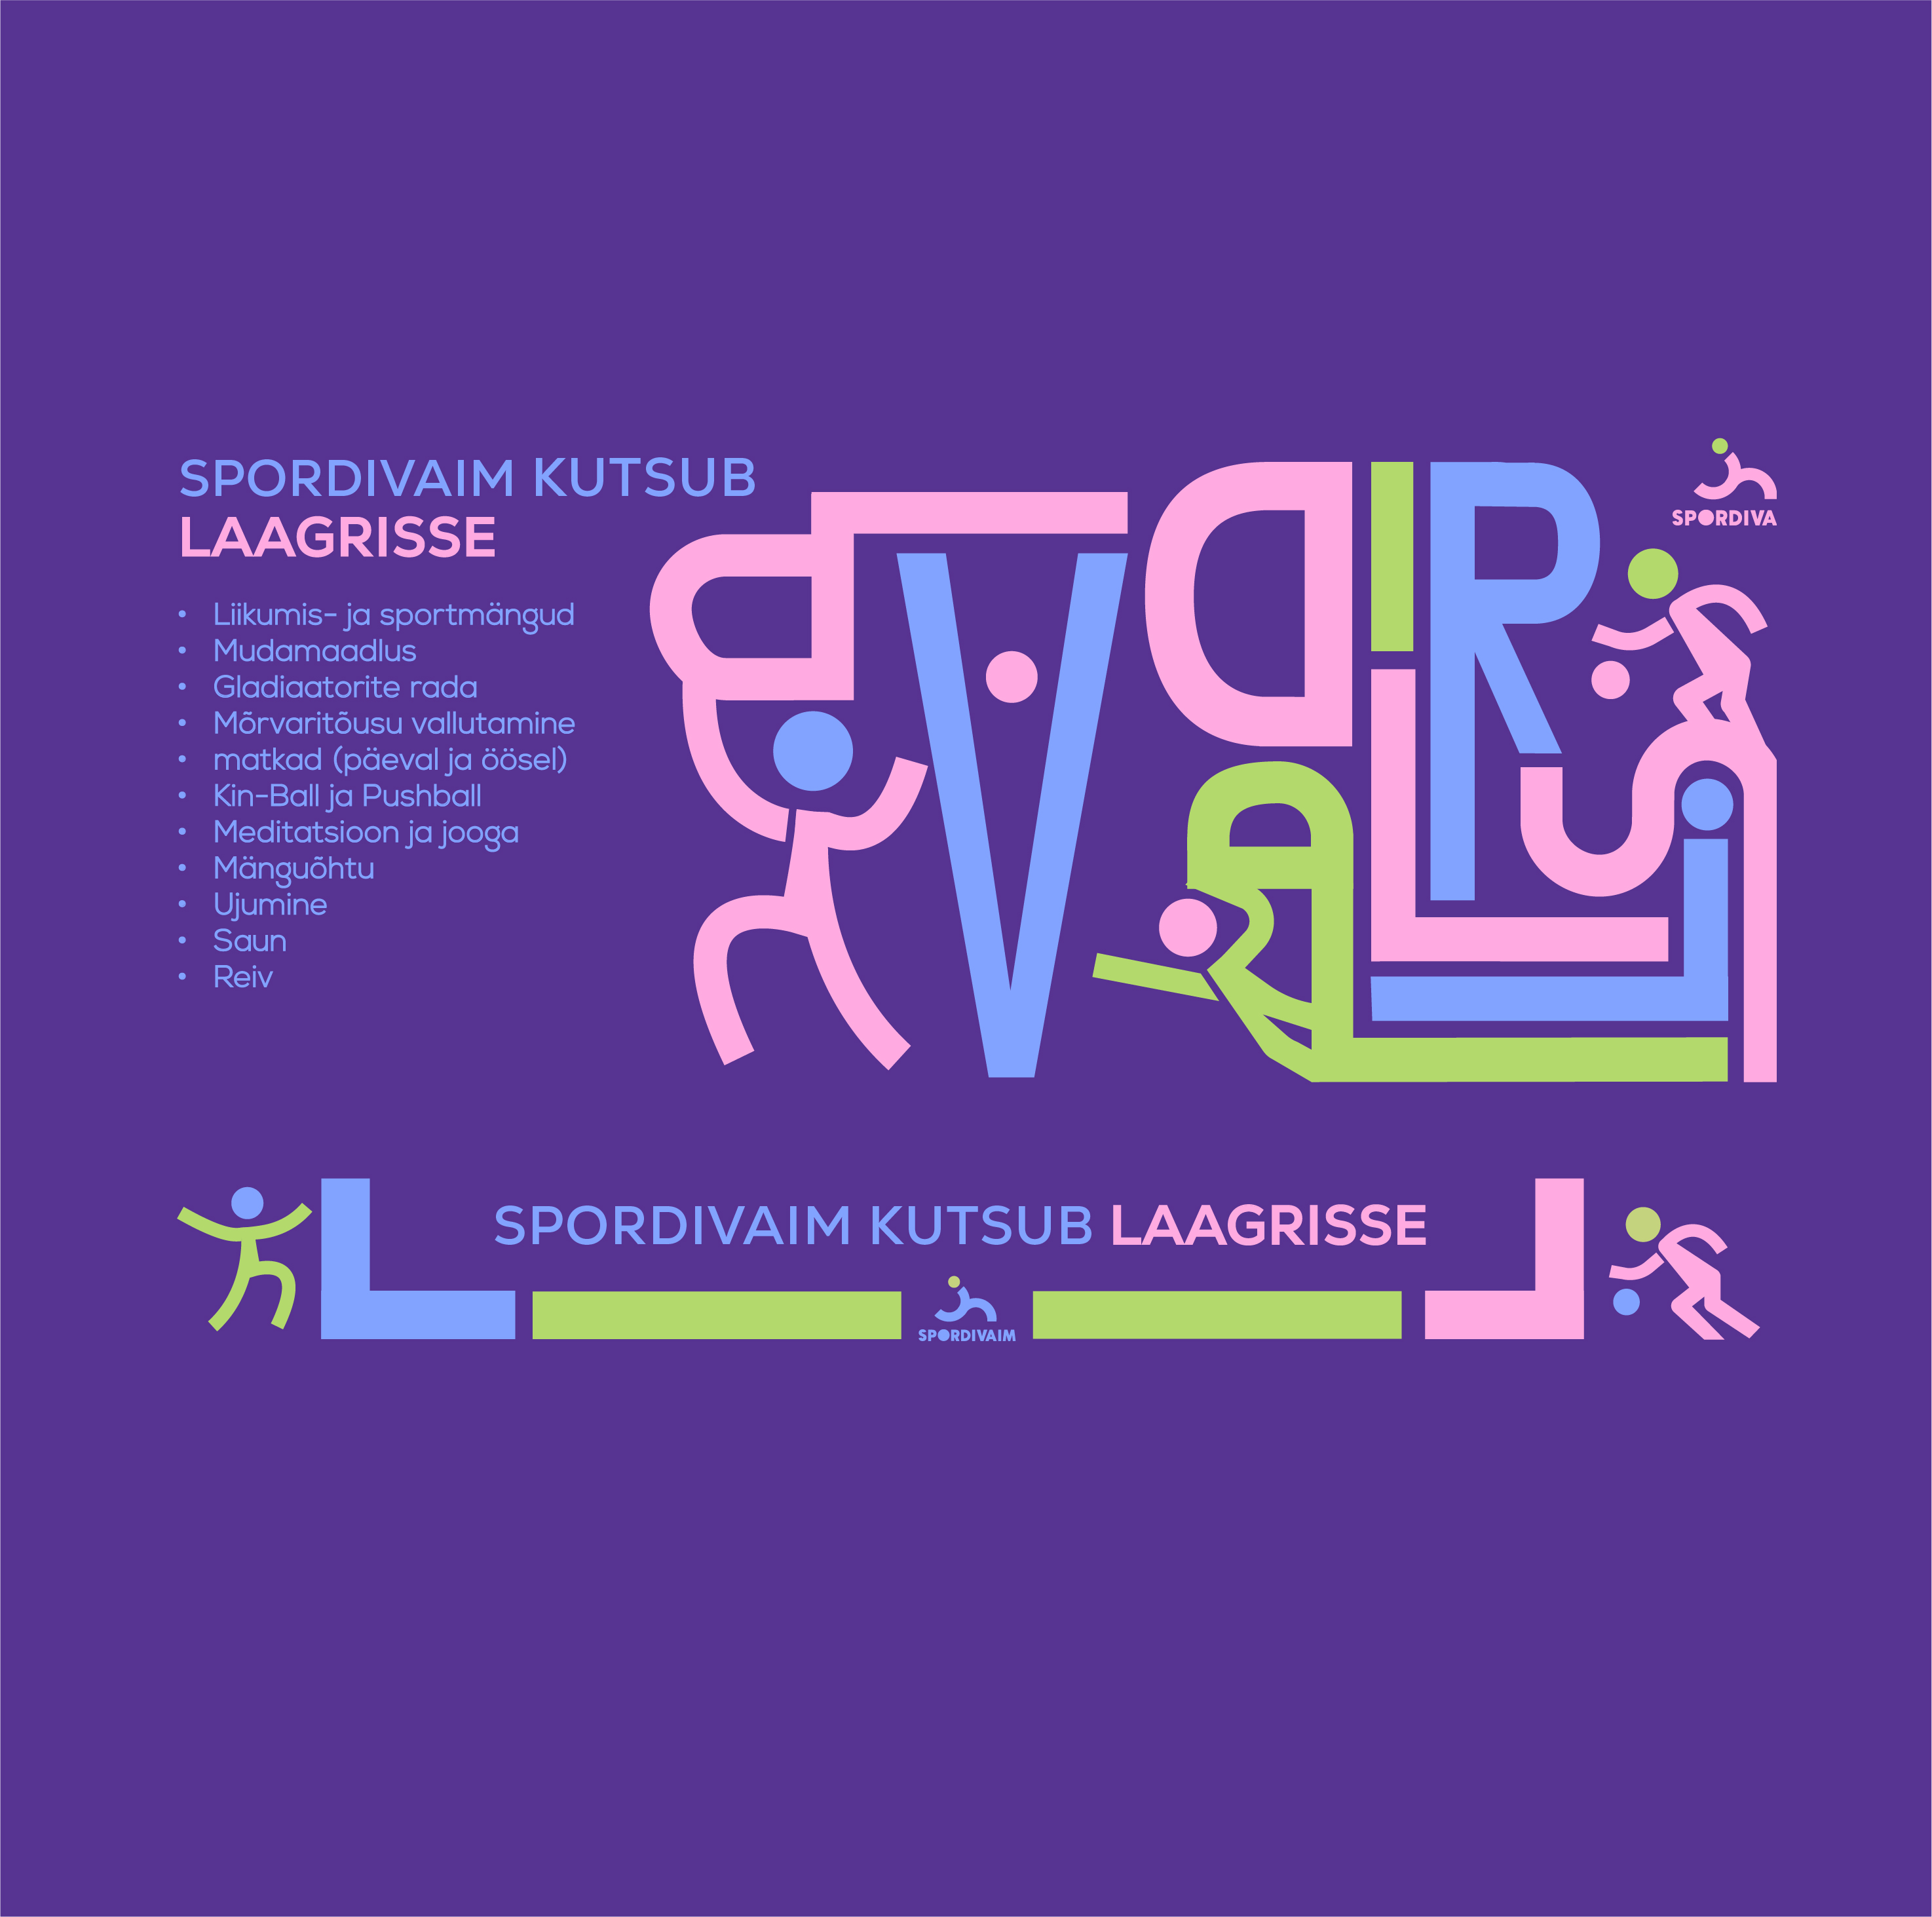 SPORDIVAIM KUTSUB
LAAGRISSE
• Liikumis- ja sportmängud
• Mudamaadlus
• Gladiaatorite rada
• Mõrvaritõusu vallutamine
• matkad (päeval ja öösel)
• Kin-Ball ja Pushball
• Meditatsioon ja jooga
• Mänguõhtu
• Ujumine
• Saun
• Reiv
SPORDIVA
SPORDIVAIM KUTSUB LAAGRISSE
SPORDIVAIM